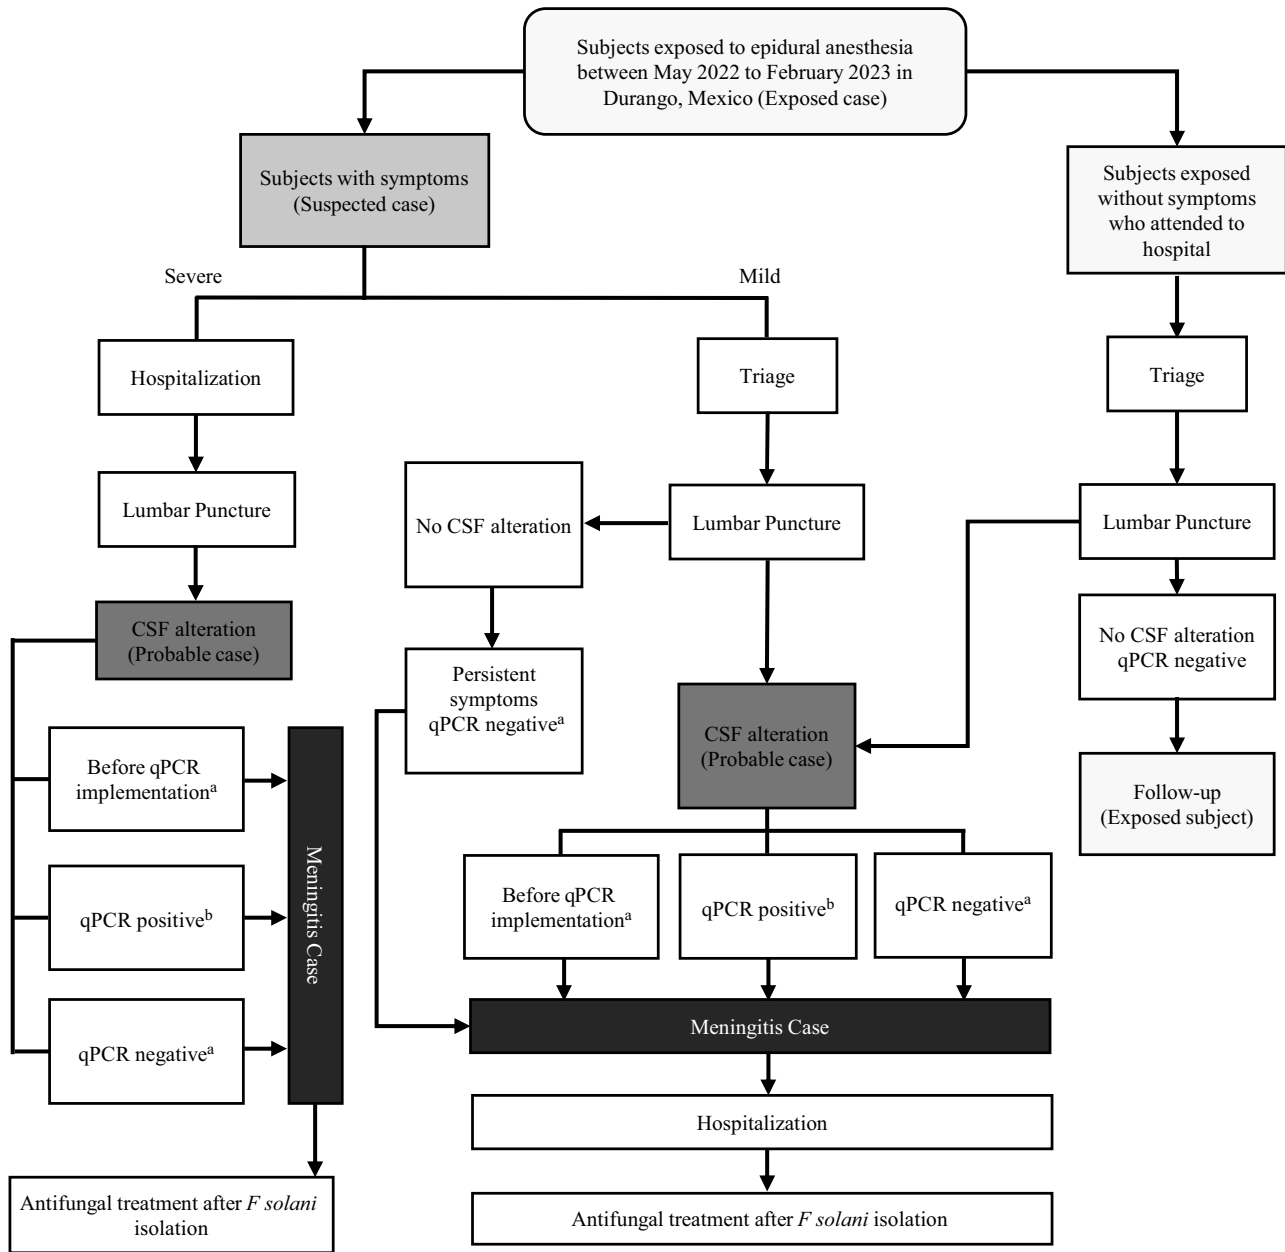 Subjects exposed to epidural anesthesia
between May 2022 to February 2023 in
Durango, Mexico (Exposed case)
Subjects with symptoms
(Suspected case)
Subjects exposed
without symptoms
who attended to
hospital
Severe
Mild
Hospitalization
Triage
Triage
Lumbar Puncture
No CSF alteration
Lumbar Puncture
Lumbar Puncture
CSF alteration
(Probable case)
Persistent
symptoms
qPCR negativeᵃ
No CSF alteration
qPCR negative
CSF alteration
(Probable case)
Before qPCR
implementationᵃ
Follow-up
(Exposed subject)
qPCR positiveᵇ
qPCR negativeᵃ
Meningitis Case
Before qPCR
implementationᵃ
qPCR positiveᵇ
qPCR negativeᵃ
Meningitis Case
Hospitalization
Antifungal treatment after F solani
isolation
Antifungal treatment after F solani isolation